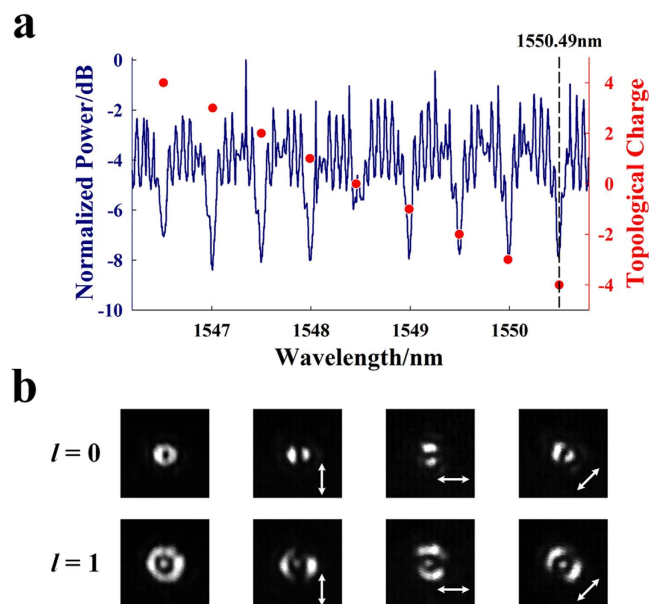 a
1550.49nm
Normalized Power/dB
0
-2
-4
-6
-8
-10
4
2
0
-2
-4
Topological Charge
1547
1548
1549
1550
Wavelength/nm
b
l = 0
l = 1